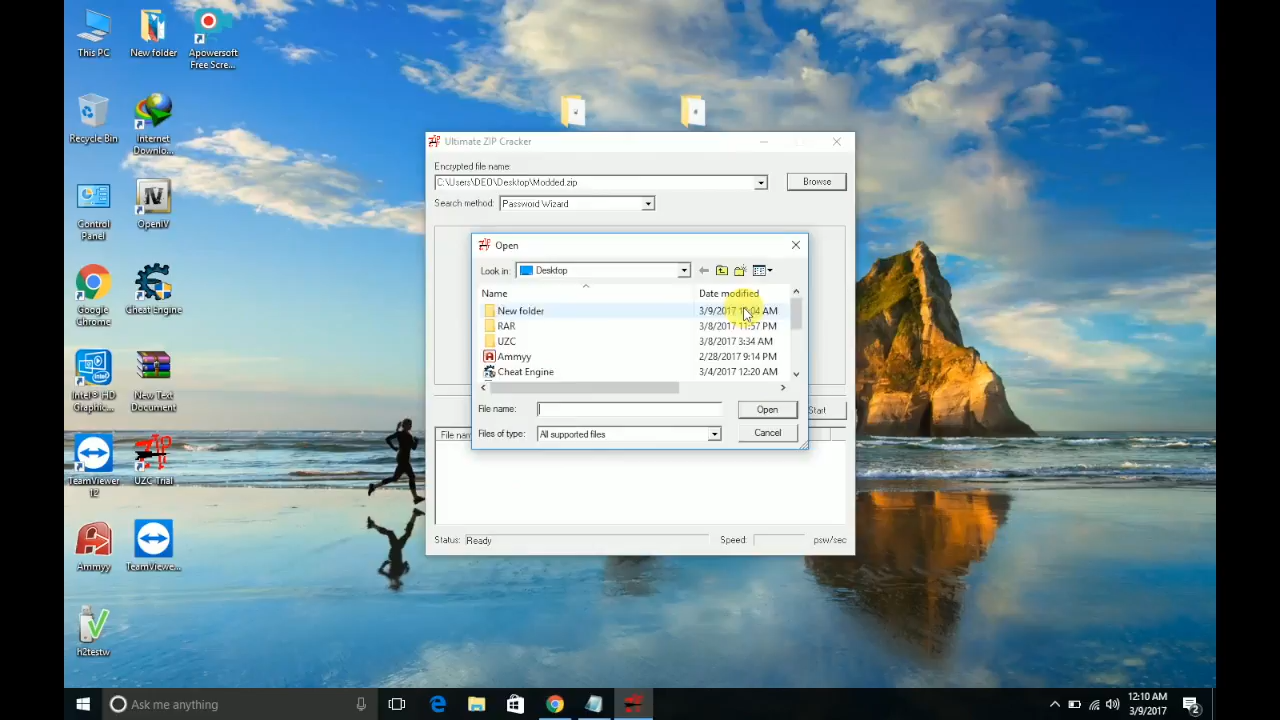 This PC
New folder
Apowersoft
Free Scre...
Recycle Bin
Internet
Downlo...
Control
Panel
OpenIV
Google
Chrome
Cheat Engine
Intel® HD
Graphic...
New Text
Document
TeamViewer
12
UZC Trial
Ammyy
TeamViewe...
h2testw
Ultimate ZIP Cracker
Encrypted file name:
C:\Users\DEO\Desktop\Modded.zip
Browse
Search method:
Password Wizard
Open
Look in:
Desktop
Name
Date modified
New folder
3/9/2017 AM
RAR
3/8/2017 11:57 PM
UZC
3/8/2017 3:34 AM
Ammyy
2/28/2017 9:14 PM
Cheat Engine
3/4/2017 12:20 AM
File name:
Open
Files of type:
All supported files
Cancel
Start
File nam
Status:
Ready
Speed:
psw/sec
Ask me anything
12:10 AM
3/9/2017
2